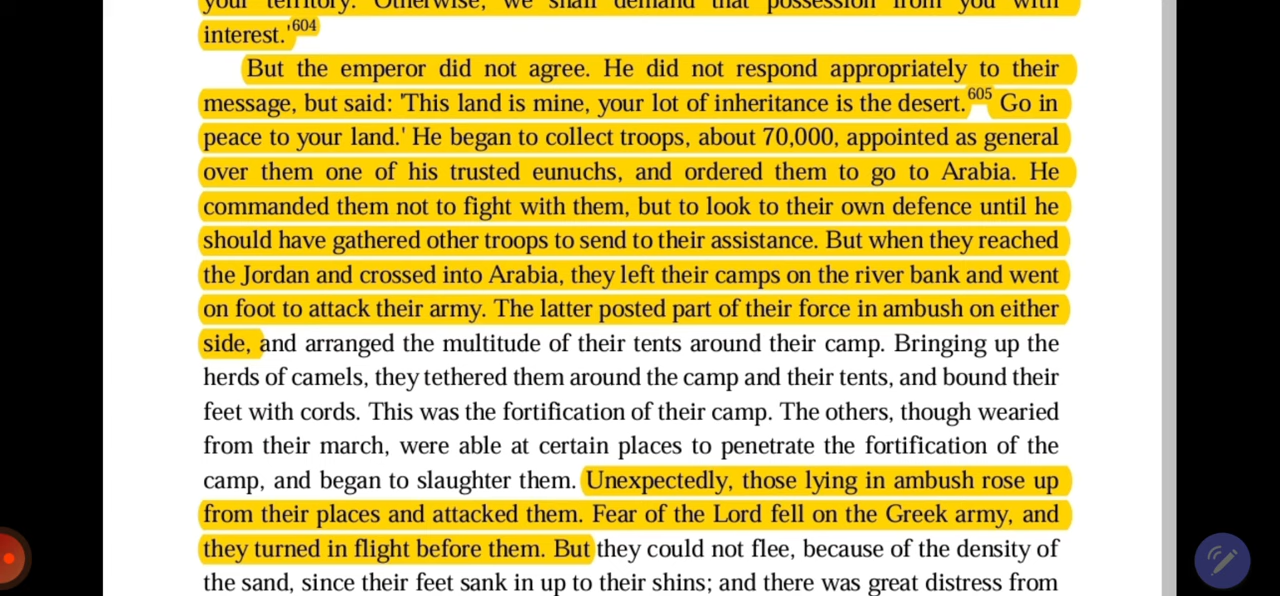 your territory. Otherwise, we shall demand that possession from you with
interest.'604
But the emperor did not agree. He did not respond appropriately to their
message, but said: 'This land is mine, your lot of inheritance is the desert.605 Go in
peace to your land.' He began to collect troops, about 70,000, appointed as general
over them one of his trusted eunuchs, and ordered them to go to Arabia. He
commanded them not to fight with them, but to look to their own defence until he
should have gathered other troops to send to their assistance. But when they reached
the Jordan and crossed into Arabia, they left their camps on the river bank and went
on foot to attack their army. The latter posted part of their force in ambush on either
side, and arranged the multitude of their tents around their camp. Bringing up the
herds of camels, they tethered them around the camp and their tents, and bound their
feet with cords. This was the fortification of their camp. The others, though wearied
from their march, were able at certain places to penetrate the fortification of the
camp, and began to slaughter them. Unexpectedly, those lying in ambush rose up
from their places and attacked them. Fear of the Lord fell on the Greek army, and
they turned in flight before them. But they could not flee, because of the density of
the sand, since their feet sank in up to their shins; and there was great distress from